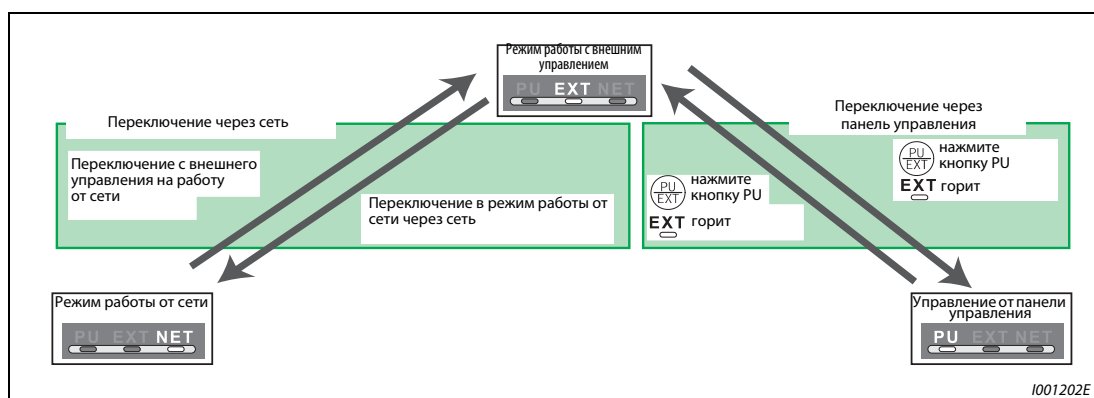 Режим работы с внешним
управлением
PU EXT NET
Переключение через сеть
Переключение с внешнего
управления на работу
от сети
Переключение в режим работы от
сети через сеть
Переключение через
панель управления
PU
EXT
нажмите
кнопку PU
EXT горит
PU
EXT
нажмите
кнопку PU
EXT горит
Режим работы от сети
PU EXT NET
Управление от панели
управления
PU EXT NET
I001202E